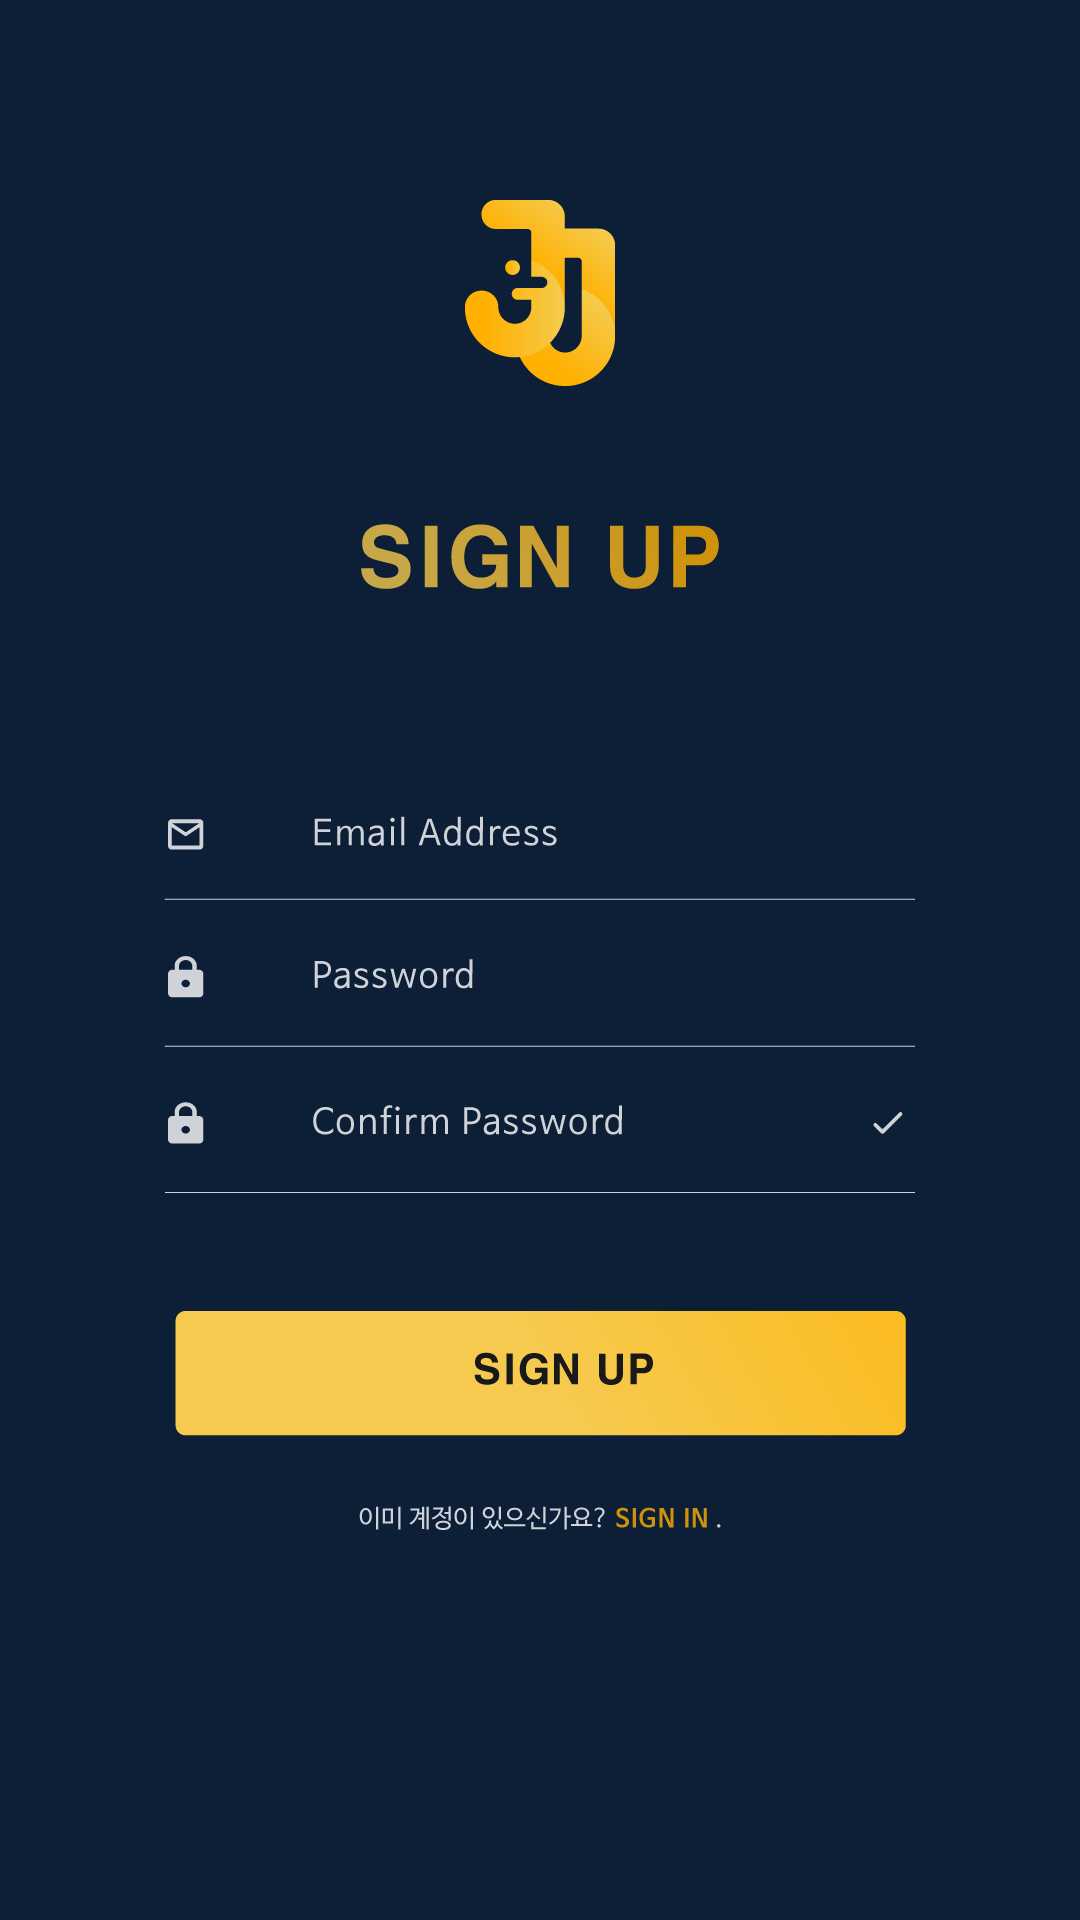 SIGN UP
Email Address
Password
Confirm Password
SIGN UP
이미 계정이 있으신가요? SIGN IN .